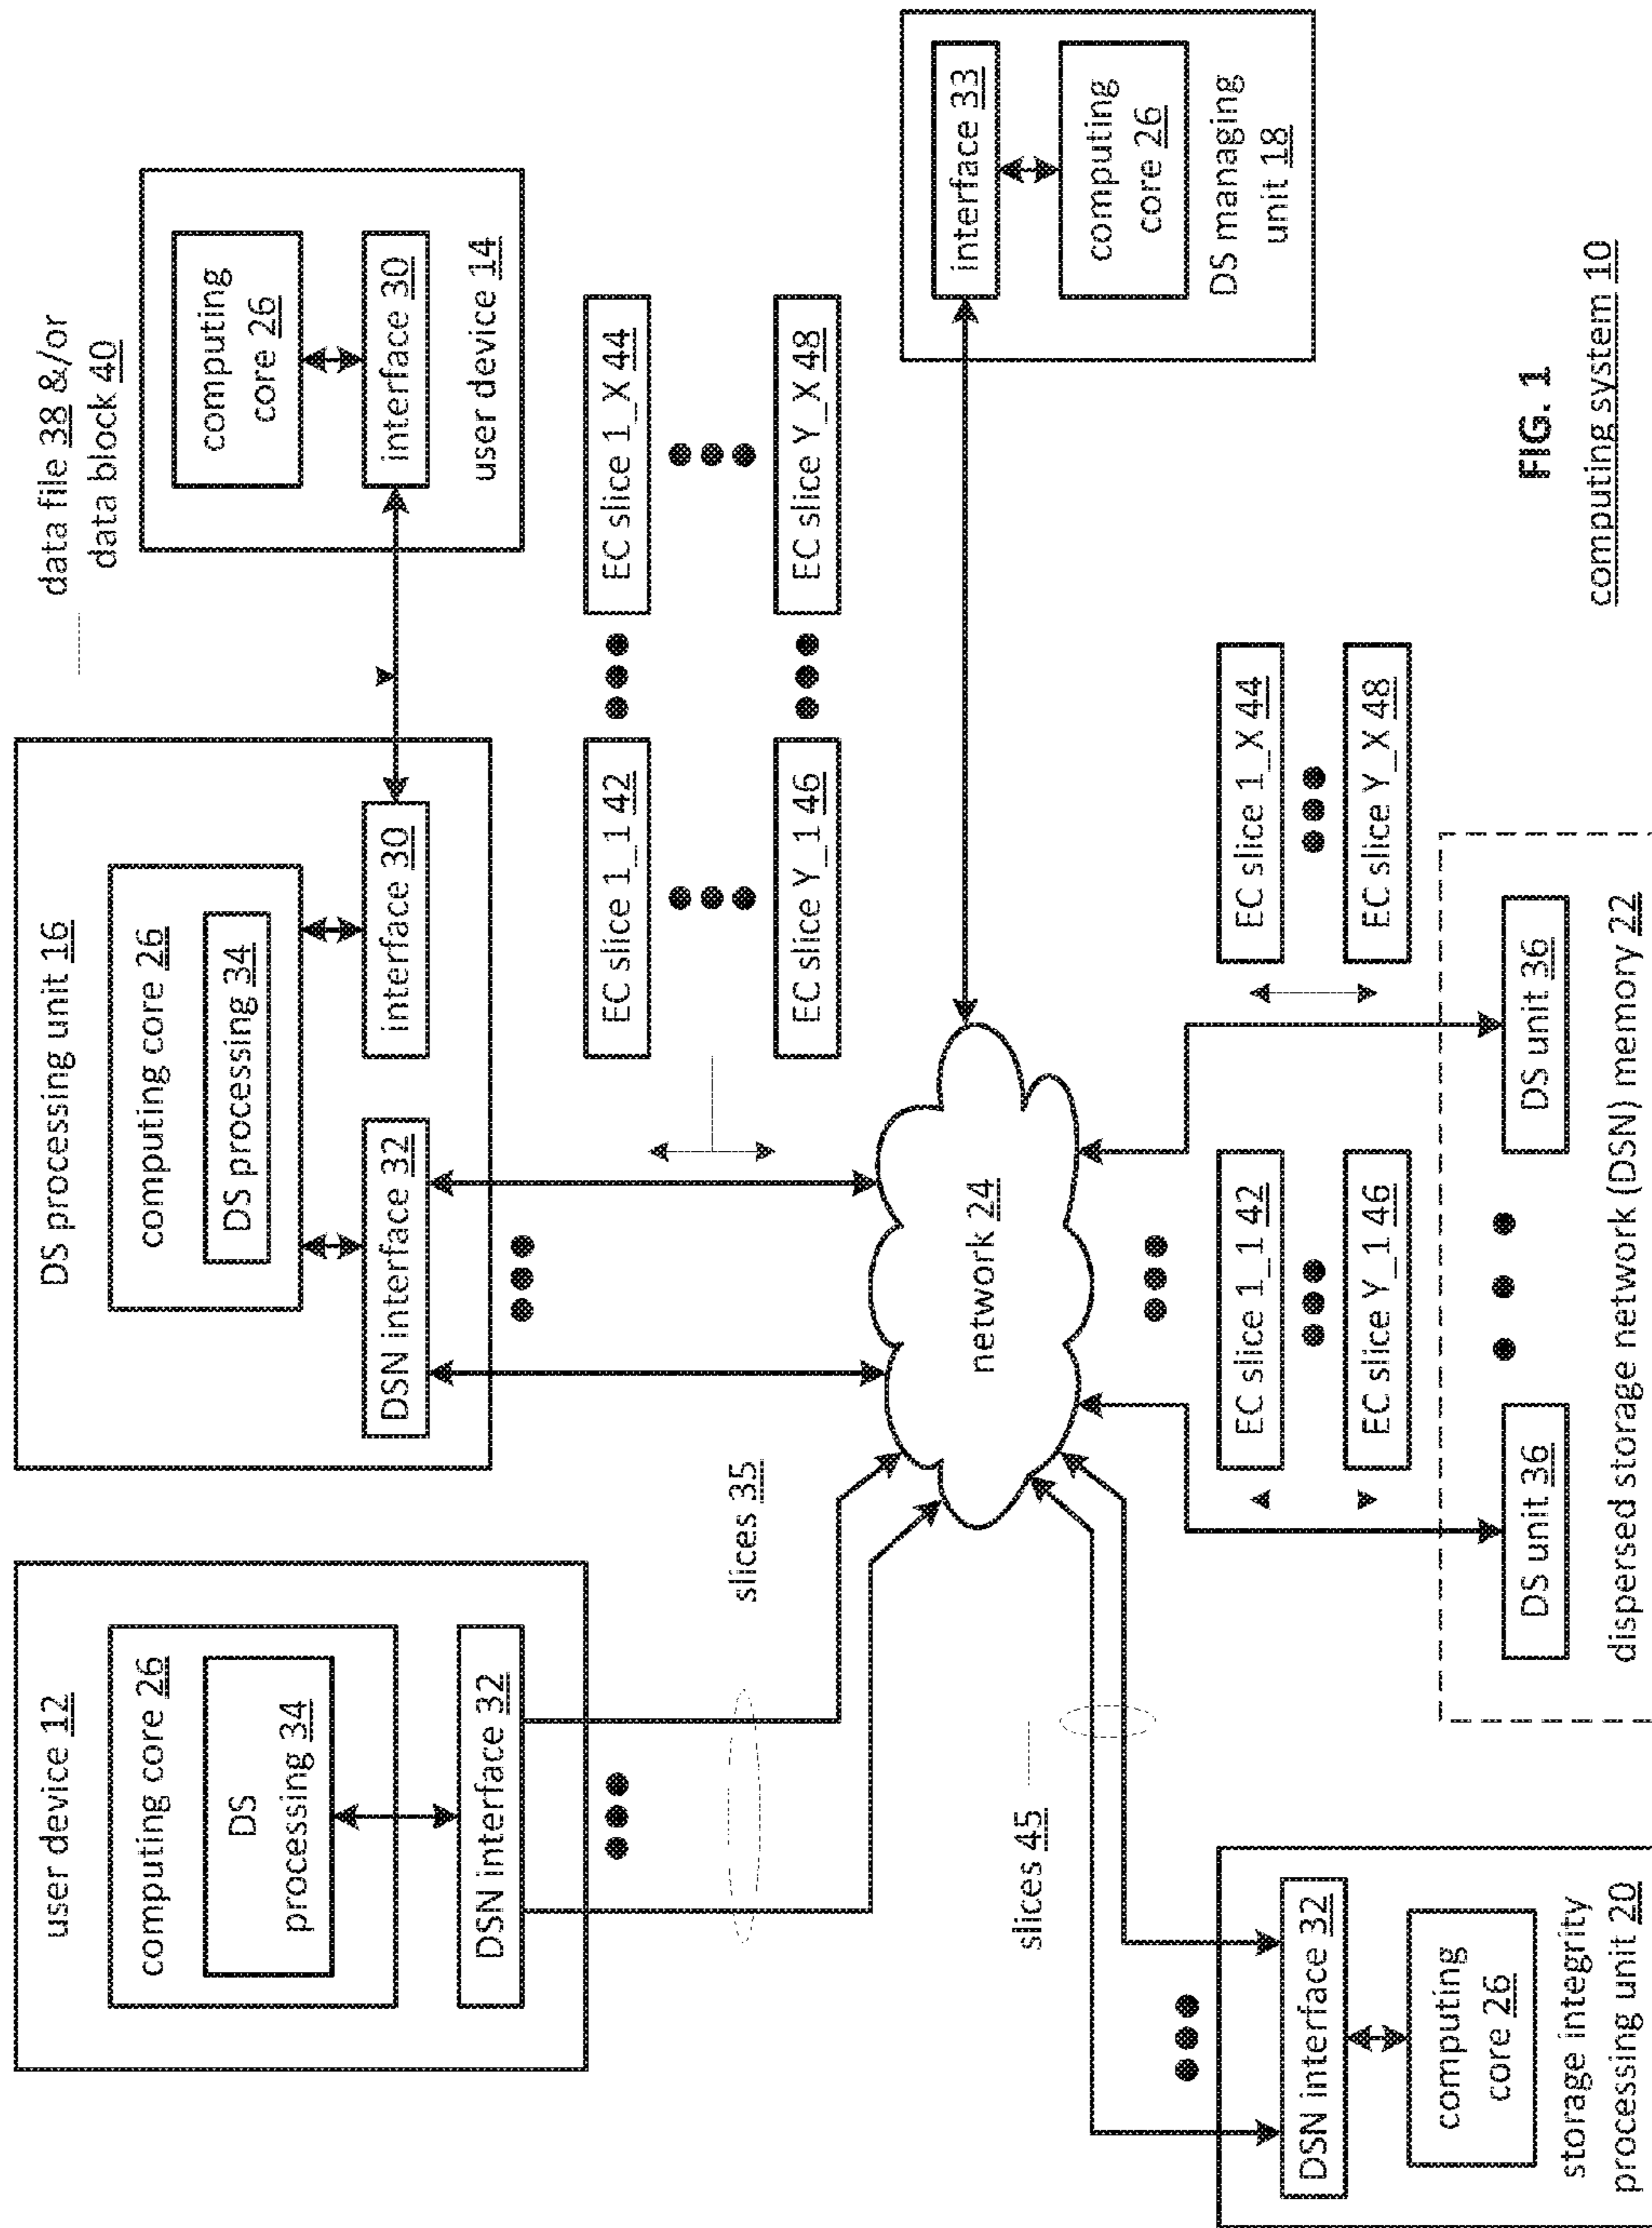 user device 12
computing core 26
DS
processing 34
DSN interface 32
DS processing unit 16
computing core 26
DS processing 34
DSN interface 32
interface 30
data file 38 &/or
data block 40
computing
core 26
interface 30
user device 14
slices 35
EC slice 1_1 42
EC slice 1_X 44
EC slice Y_1 46
EC slice Y_X 48
network 24
interface 33
computing
core 26
DS managing
unit 18
slices 45
DSN interface 32
computing
core 26
storage integrity
processing unit 20
EC slice 1_1 42
EC slice Y_1 46
EC slice 1_X 44
EC slice Y_X 48
DS unit 36
DS unit 36
dispersed storage network (DSN) memory 22
FIG. 1
computing system 10